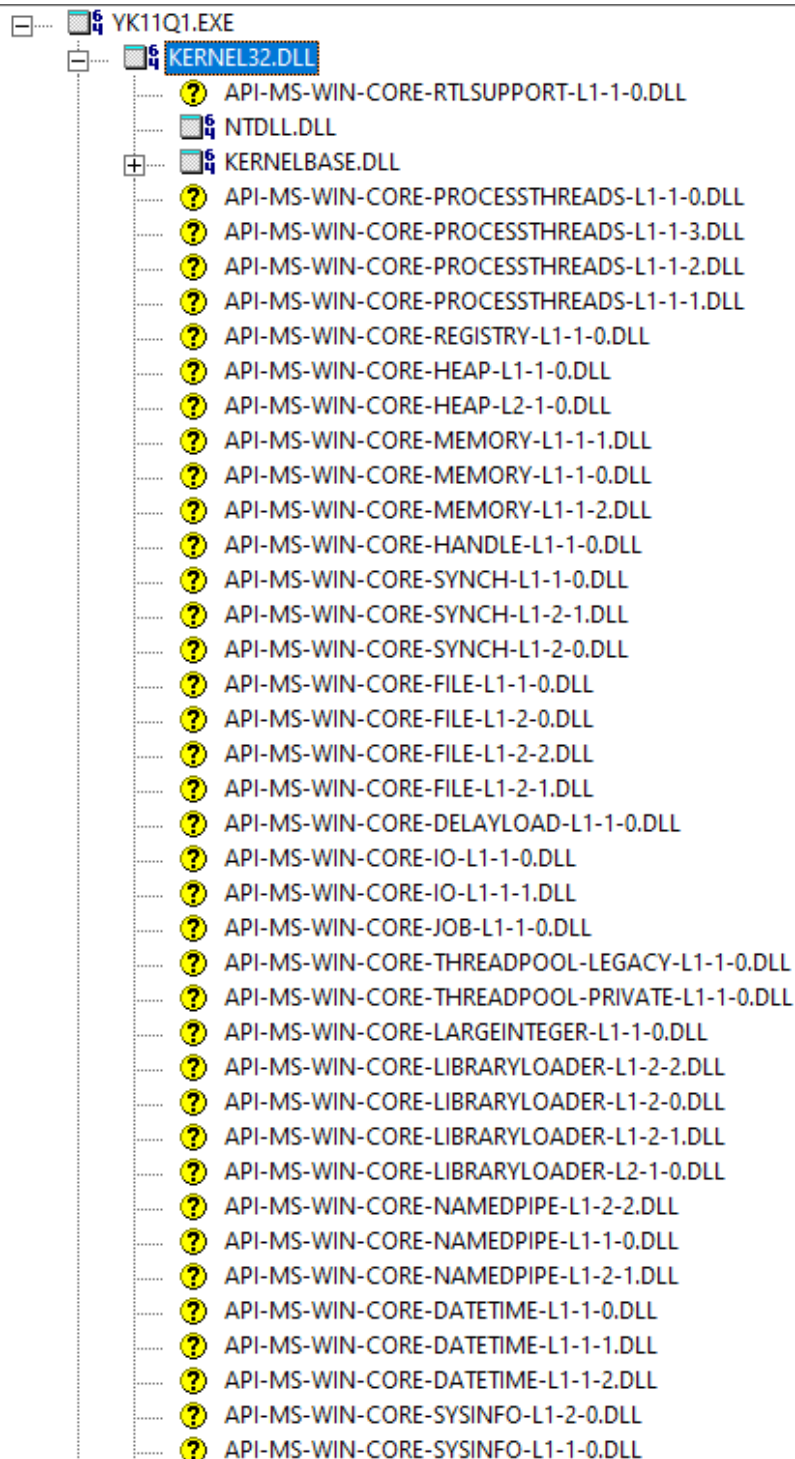 YK11Q1.EXE
KERNEL32.DLL
API-MS-WIN-CORE-RTLSUPPORT-L1-1-0.DLL
NTDLL.DLL
KERNELBASE.DLL
API-MS-WIN-CORE-PROCESSTHREADS-L1-1-0.DLL
API-MS-WIN-CORE-PROCESSTHREADS-L1-1-3.DLL
API-MS-WIN-CORE-PROCESSTHREADS-L1-1-2.DLL
API-MS-WIN-CORE-PROCESSTHREADS-L1-1-1.DLL
API-MS-WIN-CORE-REGISTRY-L1-1-0.DLL
API-MS-WIN-CORE-HEAP-L1-1-0.DLL
API-MS-WIN-CORE-HEAP-L2-1-0.DLL
API-MS-WIN-CORE-MEMORY-L1-1-1.DLL
API-MS-WIN-CORE-MEMORY-L1-1-0.DLL
API-MS-WIN-CORE-MEMORY-L1-1-2.DLL
API-MS-WIN-CORE-HANDLE-L1-1-0.DLL
API-MS-WIN-CORE-SYNCH-L1-1-0.DLL
API-MS-WIN-CORE-SYNCH-L1-2-1.DLL
API-MS-WIN-CORE-SYNCH-L1-2-0.DLL
API-MS-WIN-CORE-FILE-L1-1-0.DLL
API-MS-WIN-CORE-FILE-L1-2-0.DLL
API-MS-WIN-CORE-FILE-L1-2-2.DLL
API-MS-WIN-CORE-FILE-L1-2-1.DLL
API-MS-WIN-CORE-DELAYLOAD-L1-1-0.DLL
API-MS-WIN-CORE-IO-L1-1-0.DLL
API-MS-WIN-CORE-IO-L1-1-1.DLL
API-MS-WIN-CORE-JOB-L1-1-0.DLL
API-MS-WIN-CORE-THREADPOOL-LEGACY-L1-1-0.DLL
API-MS-WIN-CORE-THREADPOOL-PRIVATE-L1-1-0.DLL
API-MS-WIN-CORE-LARGEINTEGER-L1-1-0.DLL
API-MS-WIN-CORE-LIBRARYLOADER-L1-2-2.DLL
API-MS-WIN-CORE-LIBRARYLOADER-L1-2-0.DLL
API-MS-WIN-CORE-LIBRARYLOADER-L1-2-1.DLL
API-MS-WIN-CORE-LIBRARYLOADER-L2-1-0.DLL
API-MS-WIN-CORE-NAMEDPIPE-L1-2-2.DLL
API-MS-WIN-CORE-NAMEDPIPE-L1-1-0.DLL
API-MS-WIN-CORE-NAMEDPIPE-L1-2-1.DLL
API-MS-WIN-CORE-DATETIME-L1-1-0.DLL
API-MS-WIN-CORE-DATETIME-L1-1-1.DLL
API-MS-WIN-CORE-DATETIME-L1-1-2.DLL
API-MS-WIN-CORE-SYSINFO-L1-2-0.DLL
API-MS-WIN-CORE-SYSINFO-L1-1-0.DLL